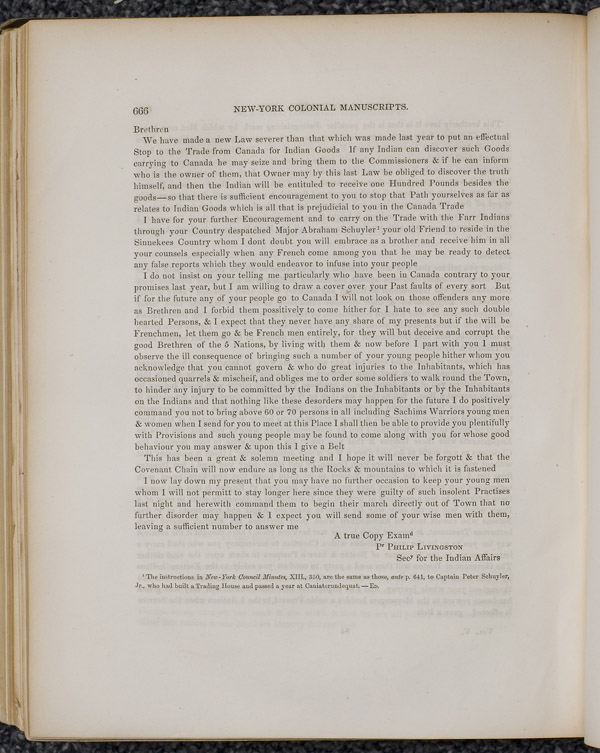 666
NEW-YORK COLONIAL MANUSCRIPTS.
Brethren
We have made a new Law severer than that which was made last year to put an effectual
Stop to the Trade from Canada for Indian Goods If any Indian can discover such Goods
carrying to Canada he may seize and bring them to the Commissioners & if he can inform
who is the owner of them, that Owner may by this last Law be obliged to discover the truth
himself, and then the Indian will be entituled to receive one Hundred Pounds besides the
goods—so that there is sufficient encouragement to you to stop that Path yourselves as far as
relates to Indian Goods which is all that is prejudicial to you in the Canada Trade
I have for your further Encouragement and to carry on the Trade with the Farr Indians
through your Country despatched Major Abraham Schuyler¹ your old Friend to reside in the
Sinnekees Country whom I dont doubt you will embrace as a brother and receive him in all
your counsels especially when any French come among you that he may be ready to detect
any false reports which they would endeavor to infuse into your people
I do not insist on your telling me particularly who have been in Canada contrary to your
promises last year, but I am willing to draw a cover over your Past faults of every sort But
if for the future any of your people go to Canada I will not look on those offenders any more
as Brethren and I forbid them possitively to come hither for I hate to see any such double
hearted Persons, & I expect that they never have any share of my presents but if the will be
Frenchmen, let them go & be French men entirely, for they will but deceive and corrupt the
good Brethren of the 5 Nations, by living with them & now before I part with you I must
observe the ill consequence of bringing such a number of your young people hither whom you
acknowledge that you cannot govern & who do great injuries to the Inhabitants, which has
occasioned quarrels & mischeif, and obliges me to order some soldiers to walk round the Town,
to hinder any injury to be committed by the Indians on the Inhabitants or by the Inhabitants
on the Indians and that nothing like these desorders may happen for the future I do positively
command you not to bring above 60 or 70 persons in all including Sachims Warriors young men
& women when I send for you to meet at this Place I shall then be able to provide you plentifully
with Provisions and such young people may be found to come along with you for whose good
behaviour you may answer & upon this I give a Belt
This has been a great & solemn meeting and I hope it will never be forgott & that the
Covenant Chain will now endure as long as the Rocks & mountains to which it is fastened
I now lay down my present that you may have no further occasion to keep your young men
whom I will not permitt to stay longer here since they were guilty of such insolent Practises
last night and herewith command them to begin their march directly out of Town that no
further disorder may happen & I expect you will send some of your wise men with them,
leaving a sufficient number to answer me
A true Copy Examᵈ
Pʳ Philip Livingston
Secʳ for the Indian Affairs
¹ The instructions in New-York Council Minutes, XIII., 350, are the same as those, ante p. 641, to Captain Peter Schuyler,
Jr., who had built a Trading House and passed a year at Caniaterundequat. — Ed.